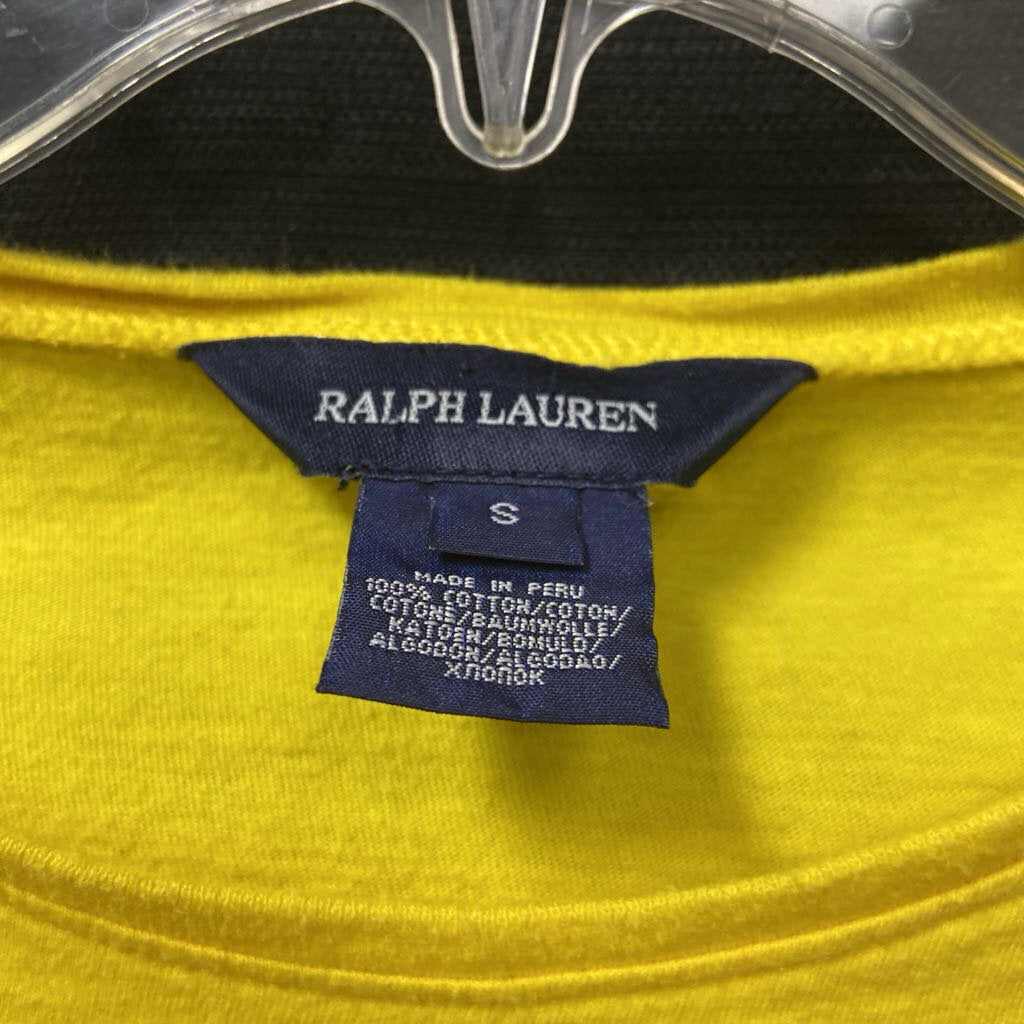 RALPH LAUREN
S
MADE IN PERU
100% COTTON/COTON/
COTONE/BAUMWOLLE/
KATOEN/BOMULD/
ALGODON/ALGODAO/
ХЛОПОК